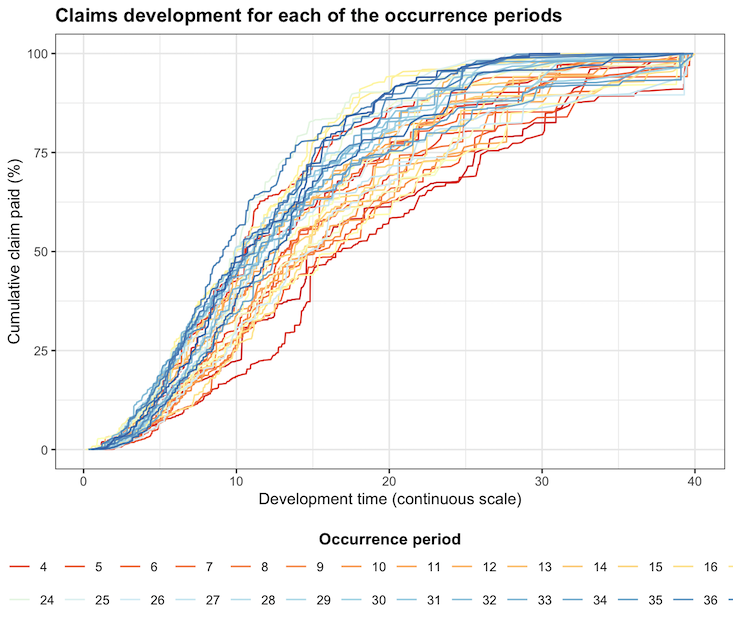 Claims development for each of the occurrence periods
100
75
50
25
0
Cumulative claim paid (%)
0 10 20 30 40
Development time (continuous scale)
Occurrence period
4 5 6 7 8 9 10 11 12 13 14 15 16
24 25 26 27 28 29 30 31 32 33 34 35 36